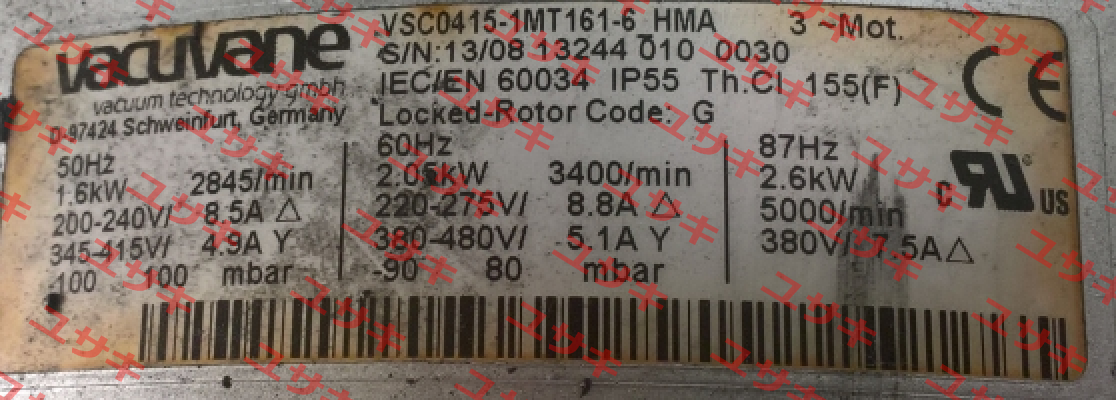 vacuvane
vacuum technology gmbh
D-97424 Schweinfurt, Germany
VSC0415-1MT161-6 HMA 3 ~Mot.
S/N:13/08 13244 010 0030
IEC/EN 60034 IP55 Th.Cl. 155(F)
Locked-Rotor Code: G
CE
50Hz
1.6kW 2845/min
200-240V/ 8.5A △
345-415V/ 4.9A Y
-100 100 mbar
60Hz
2.05kW 3400/min
220-275V/ 8.8A △
380-480V/ 5.1A Y
-90 80 mbar
87Hz
2.6kW
5000/min
380V/ 7.5A△
C RU US
ユサキ